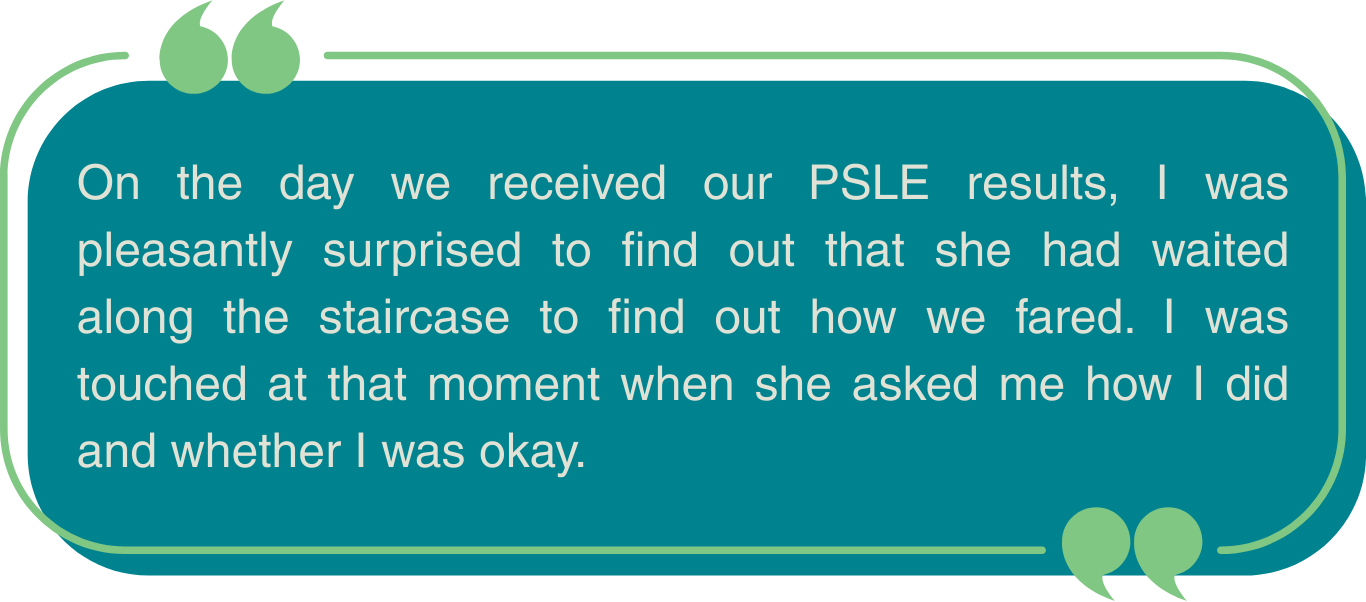 On the day we received our PSLE results, I was
pleasantly surprised to find out that she had waited
along the staircase to find out how we fared. I was
touched at that moment when she asked me how I did
and whether I was okay.